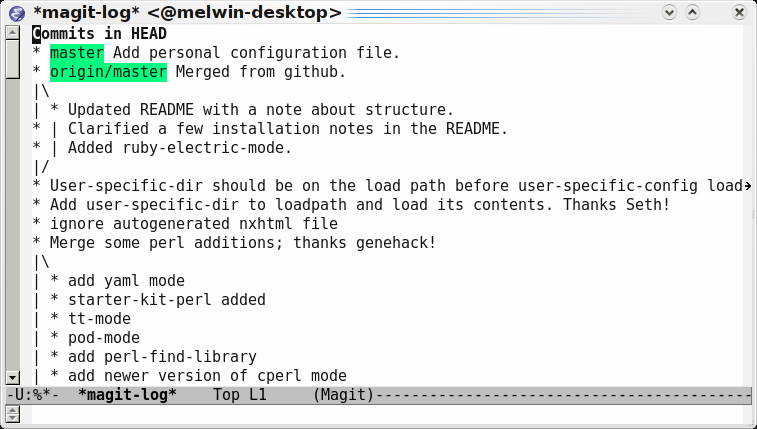 *magit-log* <@melwin-desktop>
Commits in HEAD
* master Add personal configuration file.
* origin/master Merged from github.
|\
| * Updated README with a note about structure.
* | Clarified a few installation notes in the README.
* | Added ruby-electric-mode.
|/
* User-specific-dir should be on the load path before user-specific-config load
* Add user-specific-dir to loadpath and load its contents. Thanks Seth!
* ignore autogenerated nxhtml file
* Merge some perl additions; thanks genehack!
|\
| * add yaml mode
| * starter-kit-perl added
| * tt-mode
| * pod-mode
| * add perl-find-library
| * add newer version of cperl mode
-U:%*-  *magit-log*    Top L1     (Magit)------------------------------------------